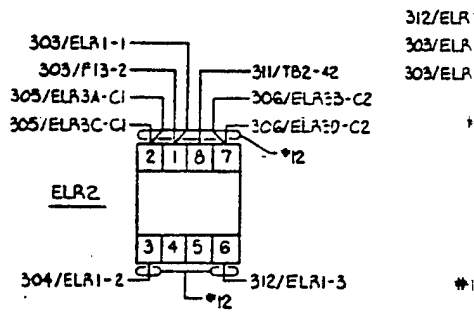 312/ELR
303/ELR1-1
303/ELR
303/F13-2
311/TB2-42
303/ELR
305/ELR3A-C1
306/ELR3B-C2
305/ELR3C-C1
306/ELR3D-C2
#12
2 1 8 7
ELR2
3 4 5 6
304/ELR1-2
312/ELR1-3
#12